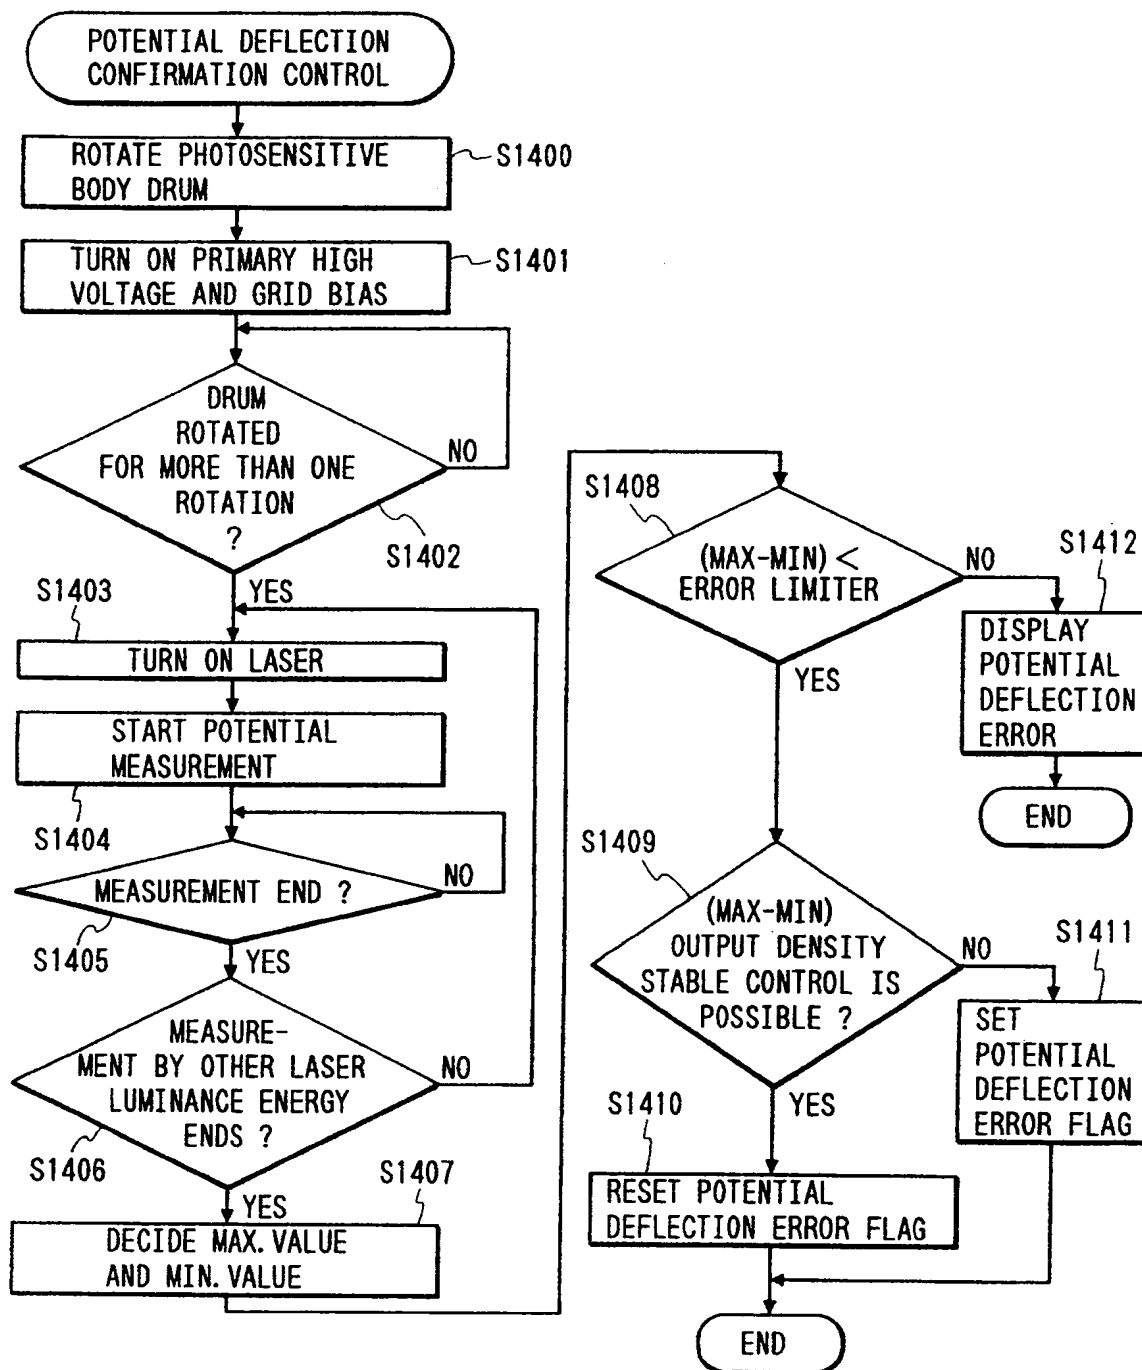 POTENTIAL DEFLECTION
CONFIRMATION CONTROL
ROTATE PHOTOSENSITIVE
BODY DRUM
S1400
TURN ON PRIMARY HIGH
VOLTAGE AND GRID BIAS
S1401
DRUM
ROTATED
FOR MORE THAN ONE
ROTATION
?
NO
S1402
YES
S1403
TURN ON LASER
START POTENTIAL
MEASUREMENT
S1404
MEASUREMENT END ?
NO
S1405
YES
MEASURE-
MENT BY OTHER LASER
LUMINANCE ENERGY
ENDS ?
NO
S1406
YES
S1407
DECIDE MAX. VALUE
AND MIN. VALUE
S1408
(MAX-MIN) <
ERROR LIMITER
NO
YES
S1412
DISPLAY
POTENTIAL
DEFLECTION
ERROR
END
S1409
(MAX-MIN)
OUTPUT DENSITY
STABLE CONTROL IS
POSSIBLE ?
NO
YES
S1411
SET
POTENTIAL
DEFLECTION
ERROR FLAG
S1410
RESET POTENTIAL
DEFLECTION ERROR FLAG
END